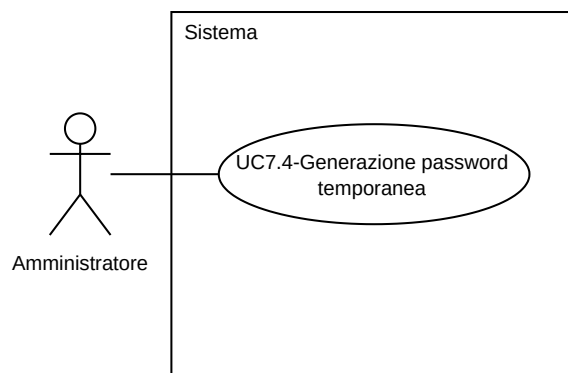 Sistema
UC7.4-Generazione password
temporanea
Amministratore